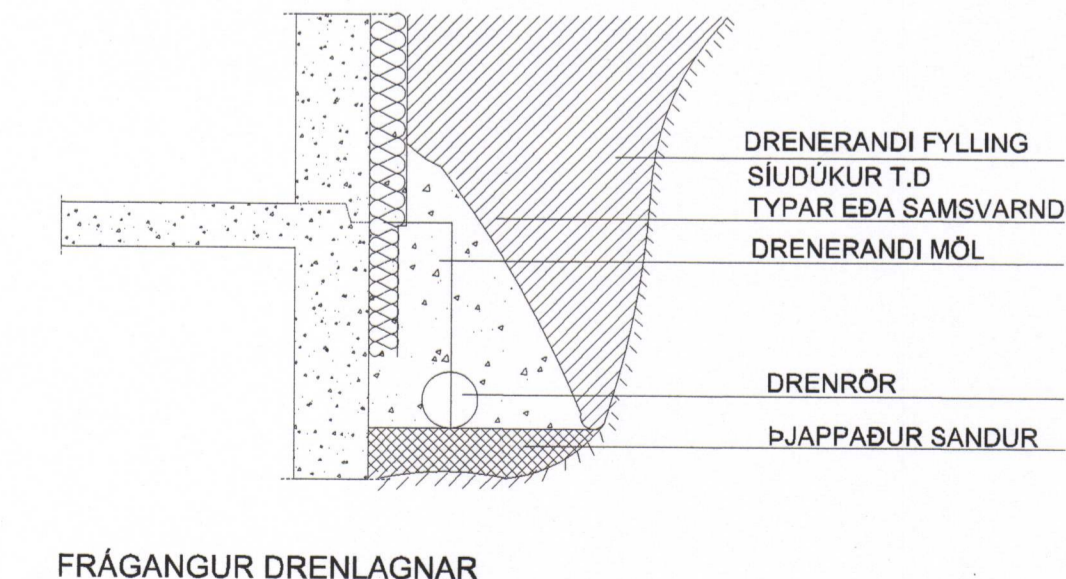 DRENERANDI FYLLING
SÍUDÚKUR T.D
TYPAR EÐA SAMSVARND
DRENERANDI MÖL
DRENRÖR
ÞJAPPAÐUR SANDUR
FRÁGANGUR DRENLAGNAR